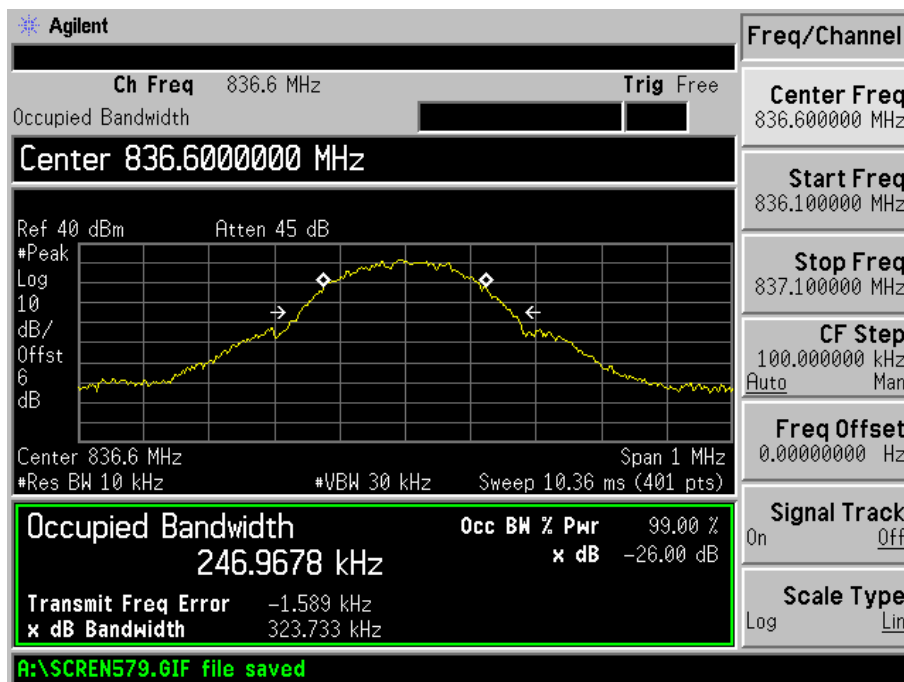 Agilent
Freq/Channel
Ch Freq 836.6 MHz Trig Free
Occupied Bandwidth
Center 836.6000000 MHz
Ref 40 dBm Atten 45 dB
#Peak
Log
10
dB/
Offst
6
dB
Center 836.6 MHz Span 1 MHz
#Res BW 10 kHz #VBW 30 kHz Sweep 10.36 ms (401 pts)
Occupied Bandwidth Occ BW % Pwr 99.00 %
246.9678 kHz x dB -26.00 dB
Transmit Freq Error -1.589 kHz
x dB Bandwidth 323.733 kHz
A:\SCREN579.GIF file saved
Center Freq
836.600000 MHz
Start Freq
836.100000 MHz
Stop Freq
837.100000 MHz
CF Step
100.000000 kHz
Auto Man
Freq Offset
0.00000000 Hz
Signal Track
On Off
Scale Type
Log Lin